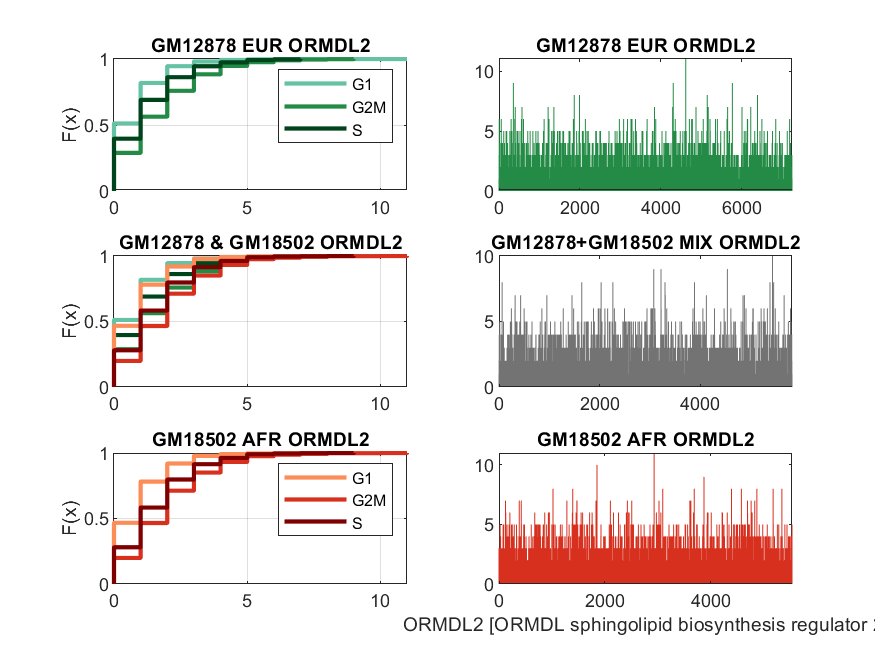 GM12878 EUR ORMDL2
F(x)
1
0.5
0
0 5 10
G1
G2M
S
GM12878 EUR ORMDL2
10
5
0
0 2000 4000 6000
GM12878 & GM18502 ORMDL2
F(x)
1
0.5
0
0 5 10
GM12878+GM18502 MIX ORMDL2
10
5
0
0 2000 4000
GM18502 AFR ORMDL2
F(x)
1
0.5
0
0 5 10
G1
G2M
S
GM18502 AFR ORMDL2
10
5
0
0 2000 4000
ORMDL2 [ORMDL sphingolipid biosynthesis regulator